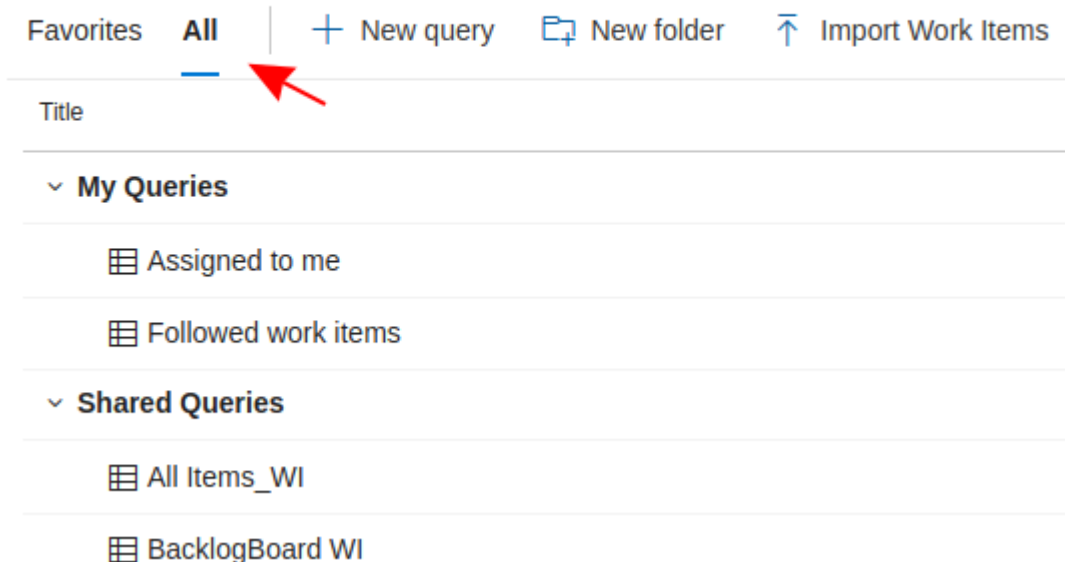 Favorites All New query New folder Import Work Items
Title
My Queries
Assigned to me
Followed work items
Shared Queries
All Items_WI
BacklogBoard WI